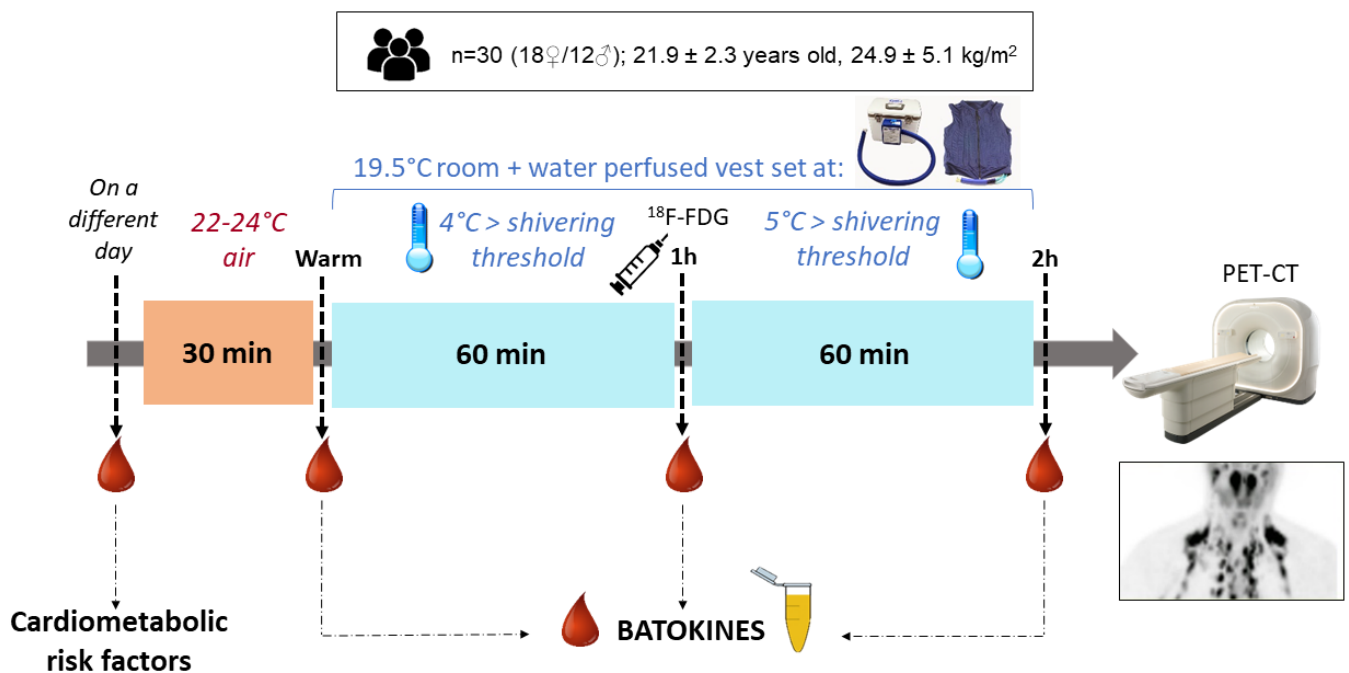 n=30 (18♀/12♂); 21.9 ± 2.3 years old, 24.9 ± 5.1 kg/m²
19.5°C room + water perfused vest set at:
On a
different
day
22-24°C
air
Warm
4°C > shivering
threshold
¹⁸F-FDG
1h
5°C > shivering
threshold
2h
PET-CT
30 min
60 min
60 min
Cardiometabolic
risk factors
BATOKINES